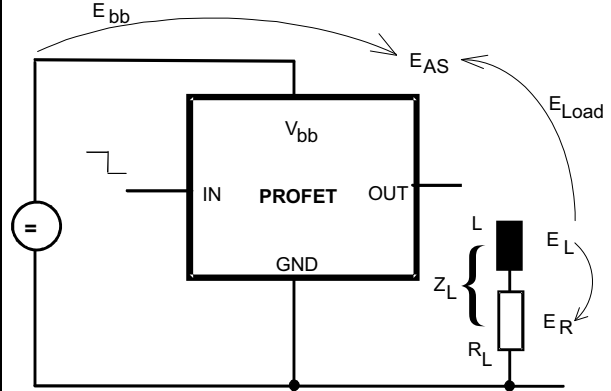 E bb
E AS
E Load
V bb
IN PROFET OUT
=
GND
L
E L
Z L {
E R
R L